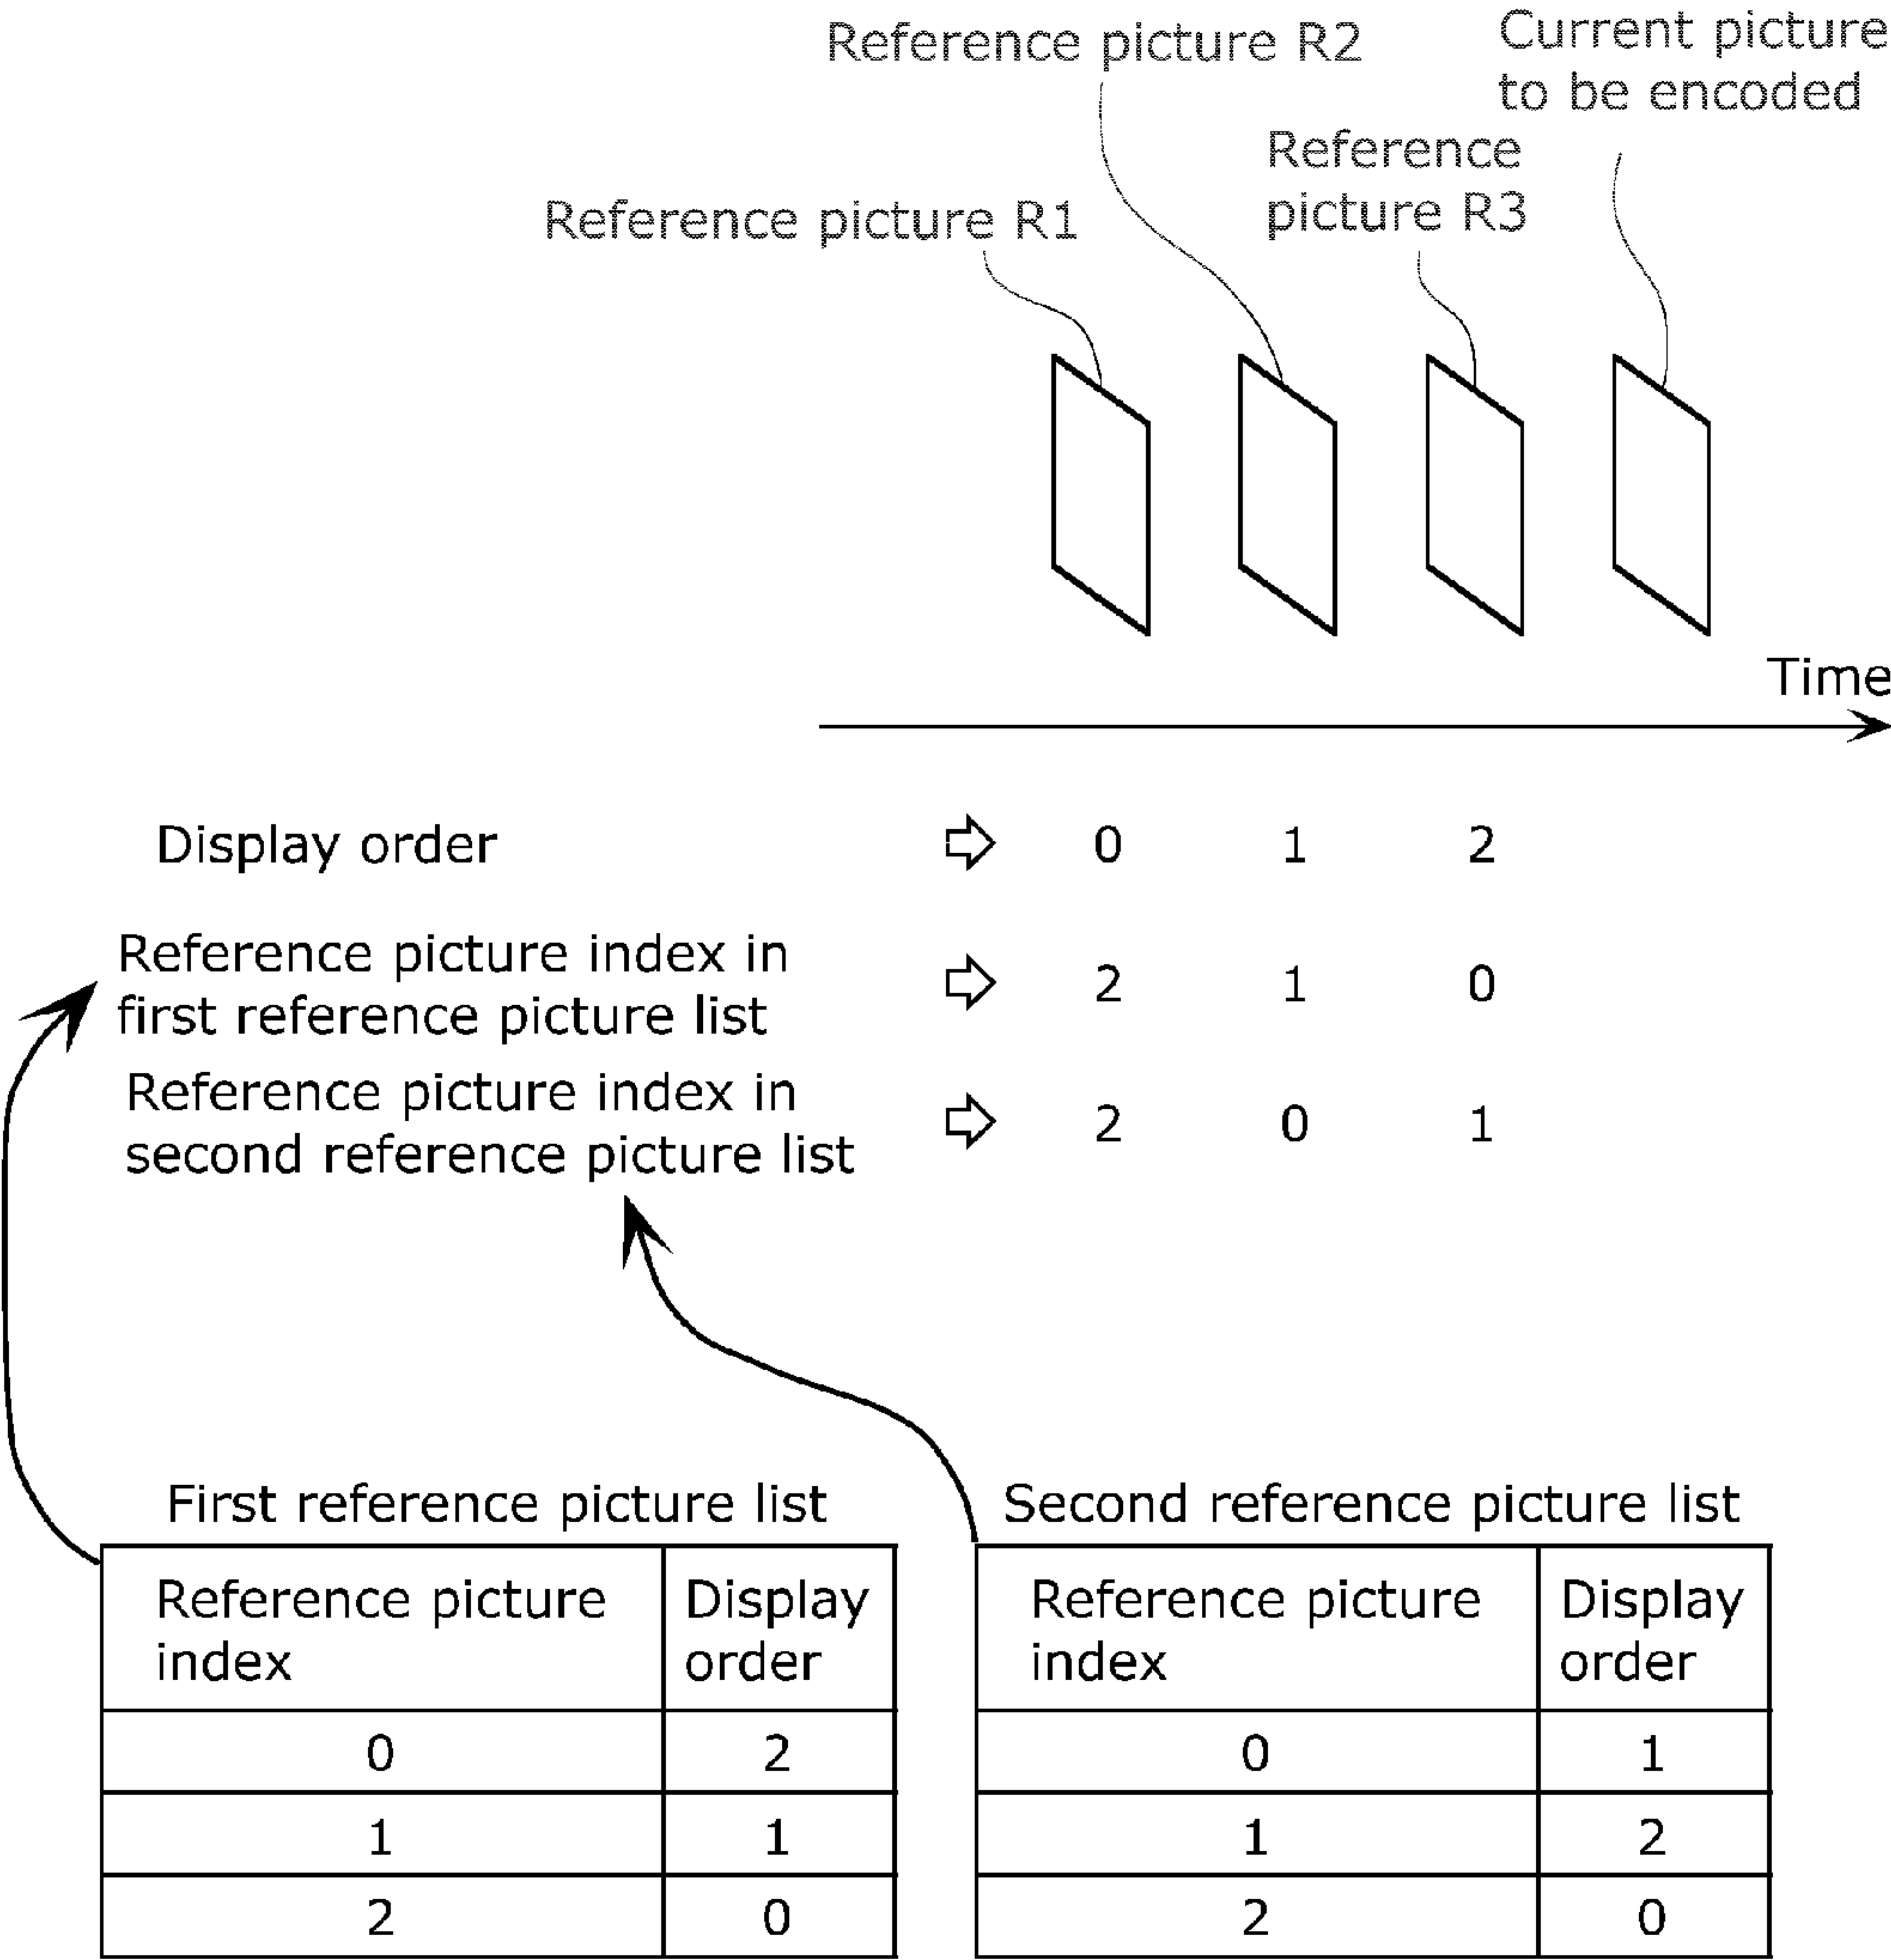 Reference picture R2
Current picture
to be encoded
Reference
picture R3
Reference picture R1
Time
Display order 0 1 2
Reference picture index in
first reference picture list 2 1 0
Reference picture index in
second reference picture list 2 0 1
First reference picture list
Reference picture Display
index order
0 2
1 1
2 0
Second reference picture list
Reference picture Display
index order
0 1
1 2
2 0